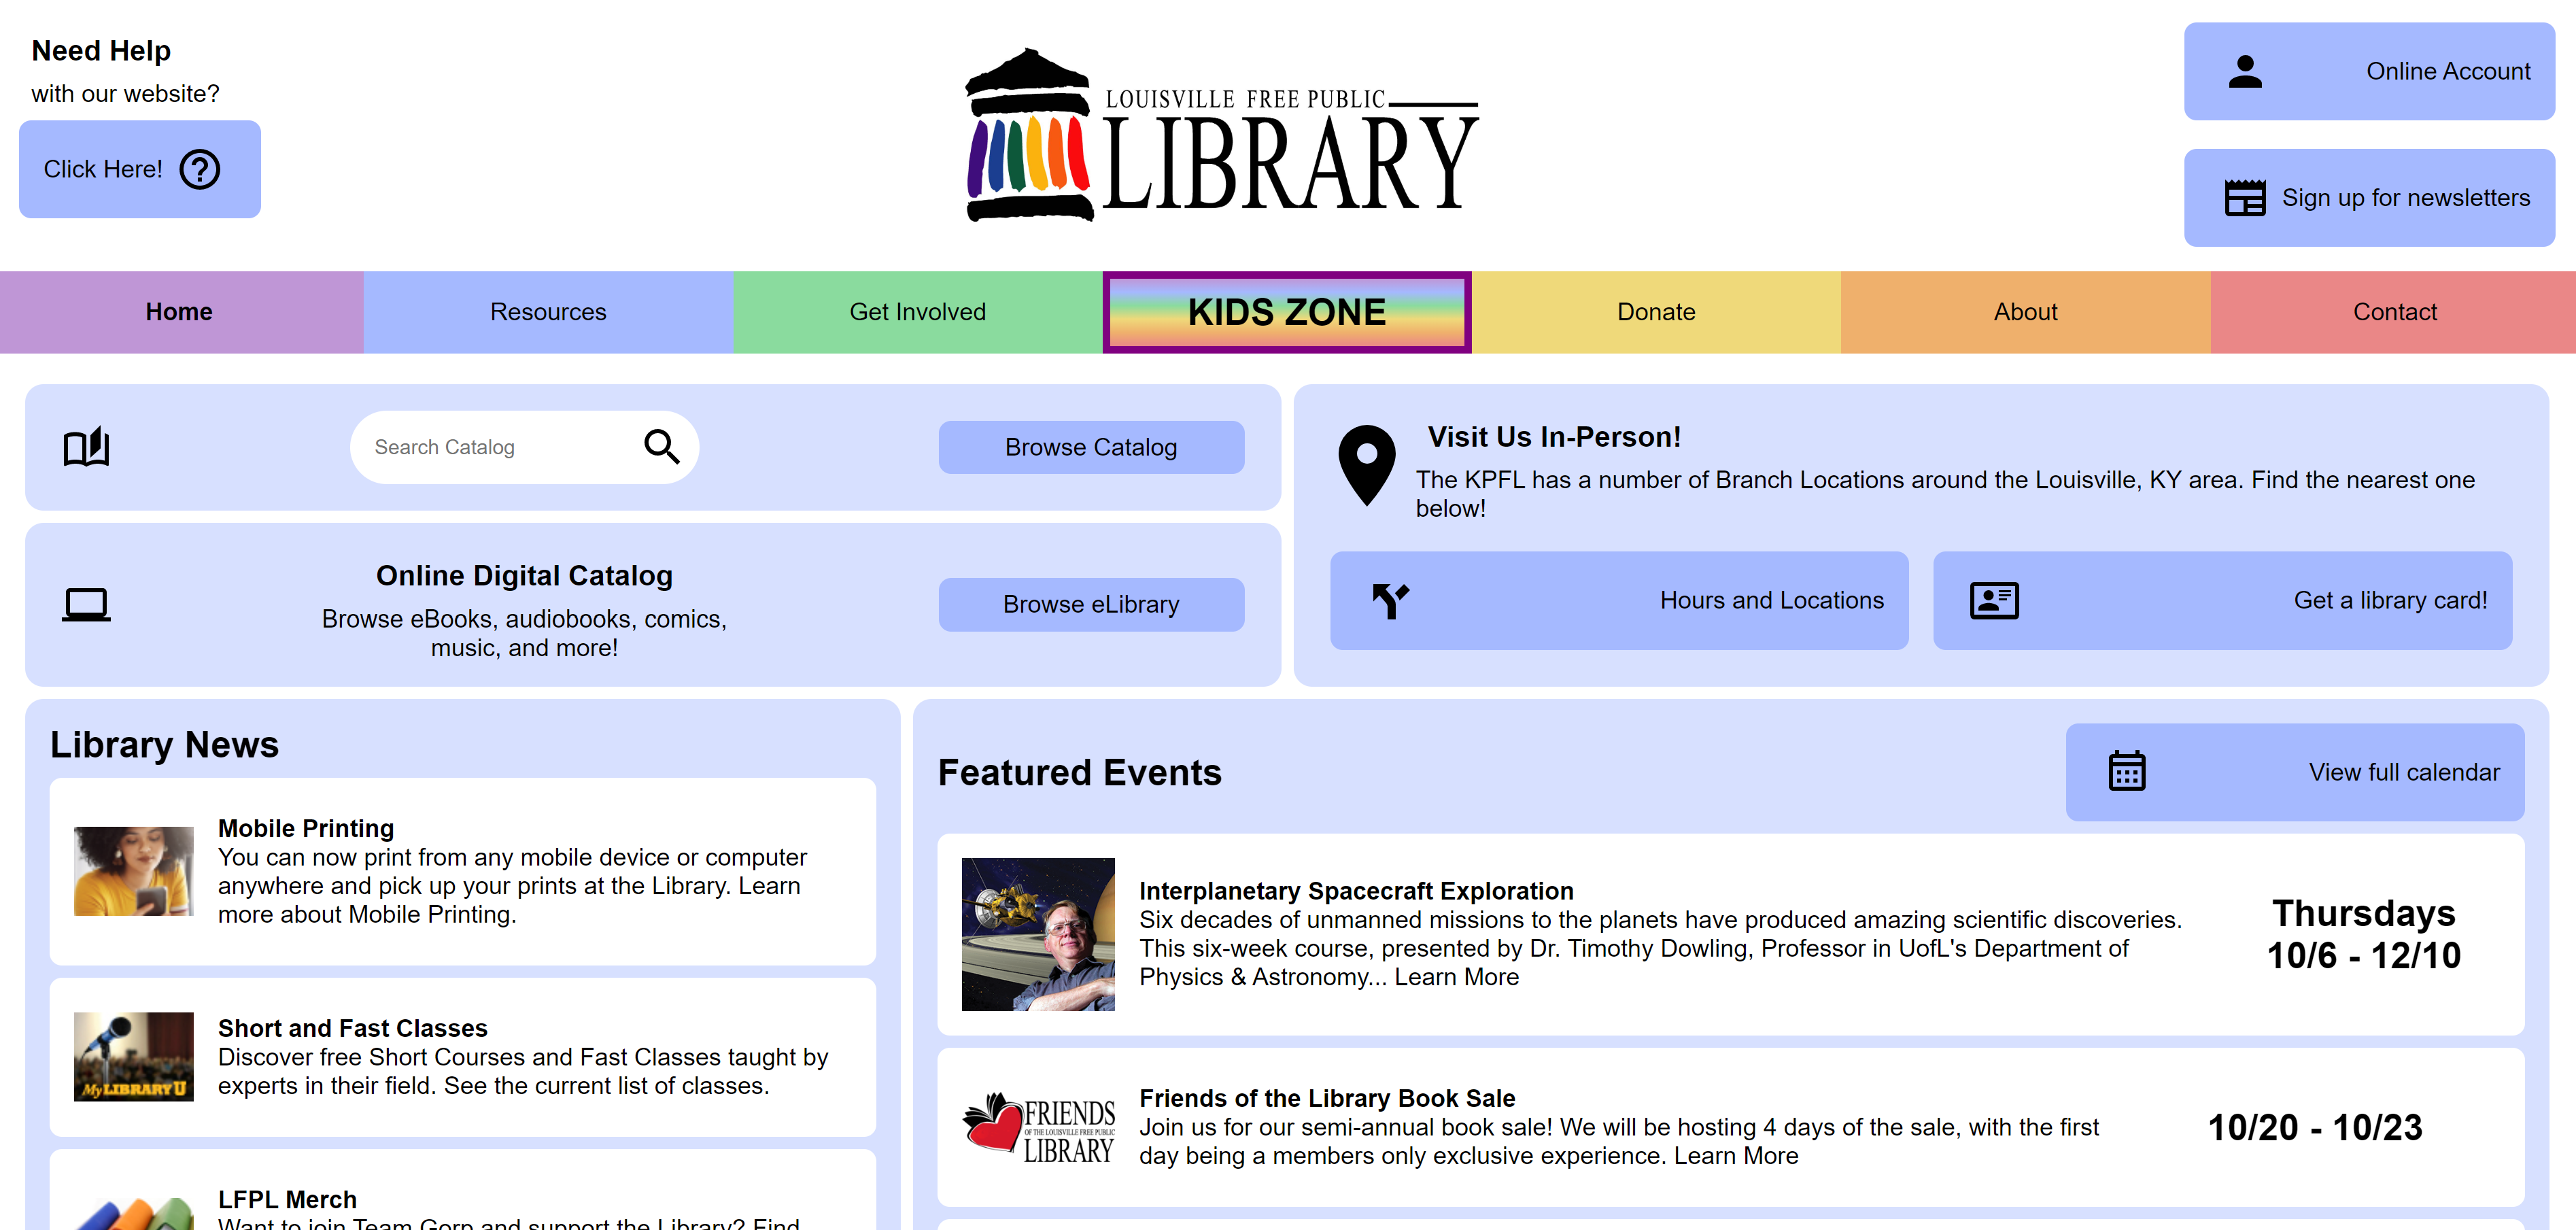 Need Help
with our website?
Click Here!
LOUISVILLE FREE PUBLIC
LIBRARY
Online Account
Sign up for newsletters
Home
Resources
Get Involved
KIDS ZONE
Donate
About
Contact
Search Catalog
Browse Catalog
Online Digital Catalog
Browse eBooks, audiobooks, comics,
music, and more!
Browse eLibrary
Visit Us In-Person!
The KPFL has a number of Branch Locations around the Louisville, KY area. Find the nearest one
below!
Hours and Locations
Get a library card!
Library News
Mobile Printing
You can now print from any mobile device or computer
anywhere and pick up your prints at the Library. Learn
more about Mobile Printing.
My LIBRARY U
Short and Fast Classes
Discover free Short Courses and Fast Classes taught by
experts in their field. See the current list of classes.
LFPL Merch
Want to join Team Gorp and support the Library? Find
Featured Events
View full calendar
Interplanetary Spacecraft Exploration
Six decades of unmanned missions to the planets have produced amazing scientific discoveries.
This six-week course, presented by Dr. Timothy Dowling, Professor in UofL's Department of
Physics & Astronomy... Learn More
Thursdays
10/6 - 12/10
FRIENDS
OF THE LOUISVILLE FREE PUBLIC
LIBRARY
Friends of the Library Book Sale
Join us for our semi-annual book sale! We will be hosting 4 days of the sale, with the first
day being a members only exclusive experience. Learn More
10/20 - 10/23